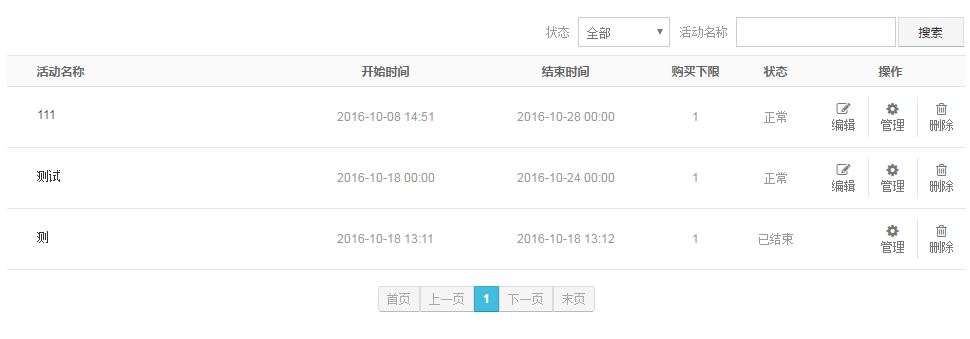 状态 全部 活动名称 搜索
活动名称 开始时间 结束时间 购买下限 状态 操作
111 2016-10-08 14:51 2016-10-28 00:00 1 正常 编辑 管理 删除
测试 2016-10-18 00:00 2016-10-24 00:00 1 正常 编辑 管理 删除
测 2016-10-18 13:11 2016-10-18 13:12 1 已结束 管理 删除
首页 上一页 1 下一页 末页